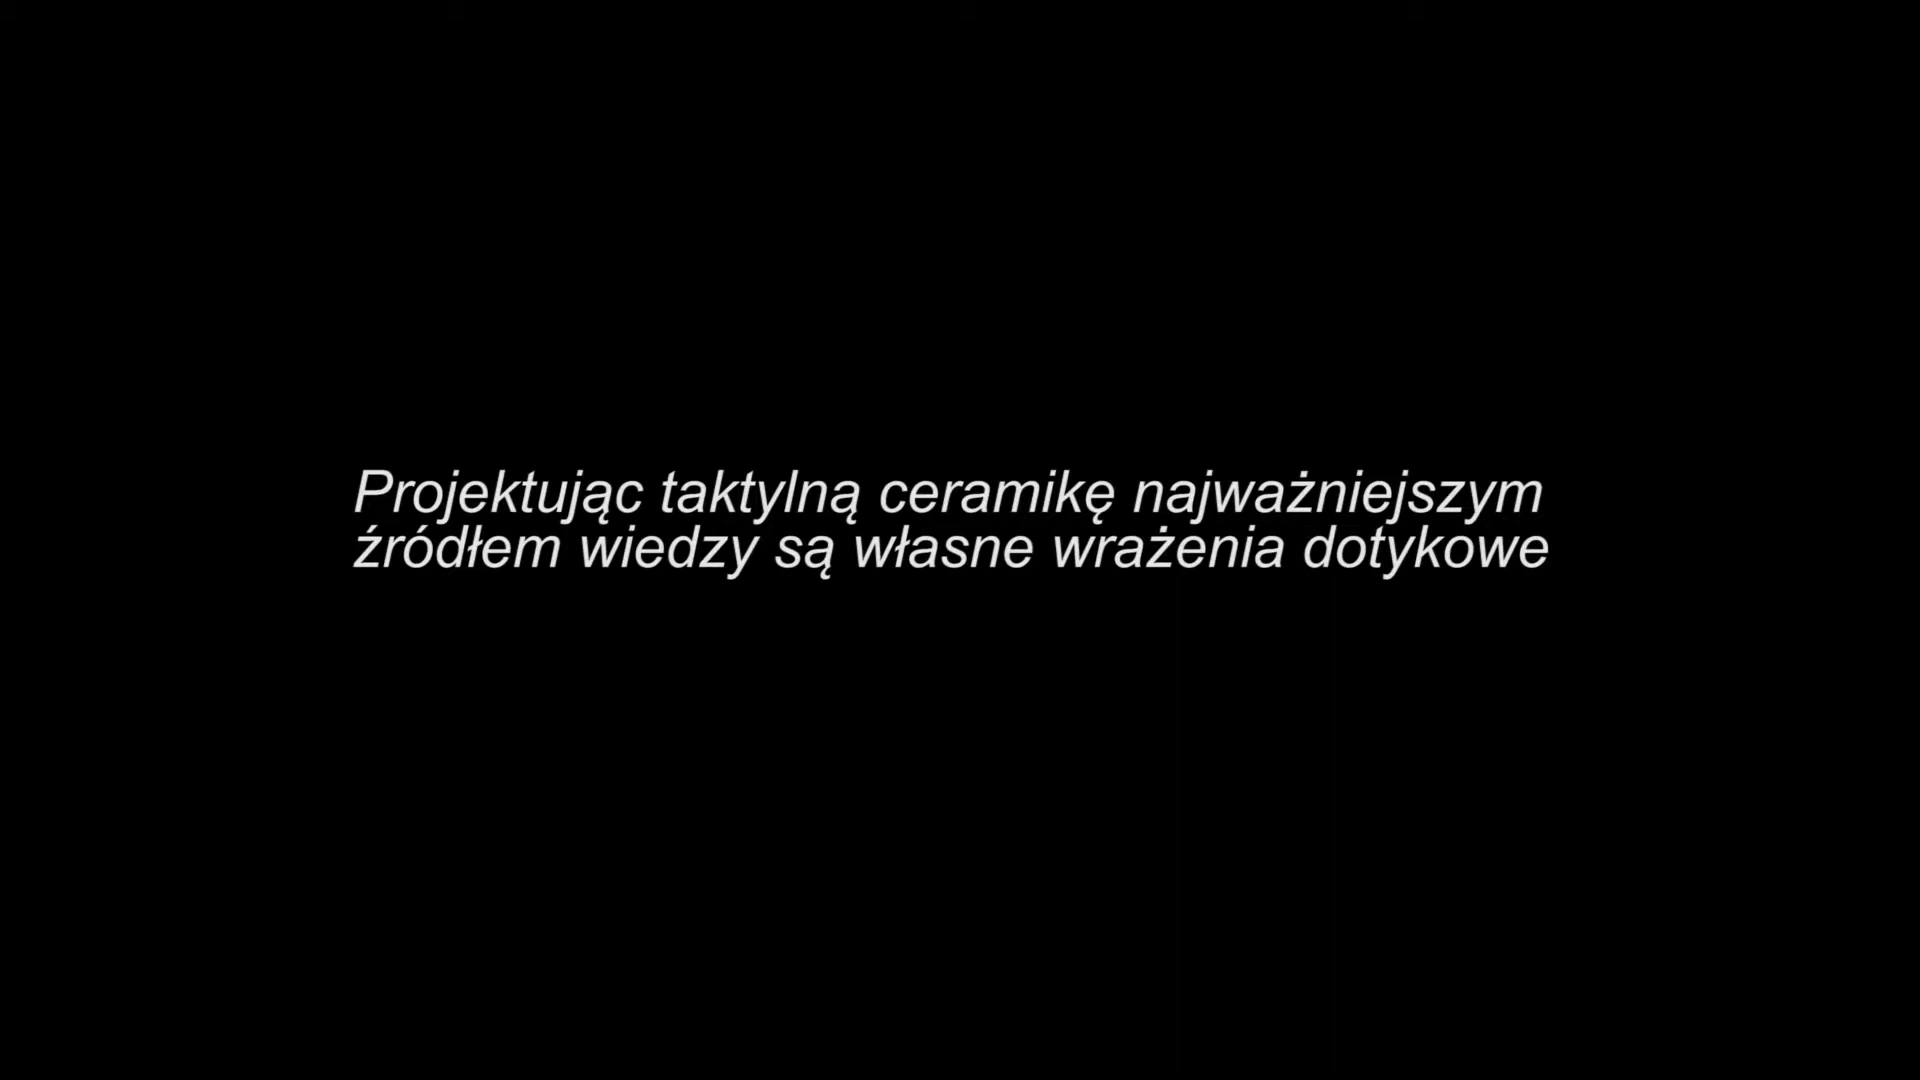 Projektując taktylną ceramikę najważniejszym
źródłem wiedzy są własne wrażenia dotykowe